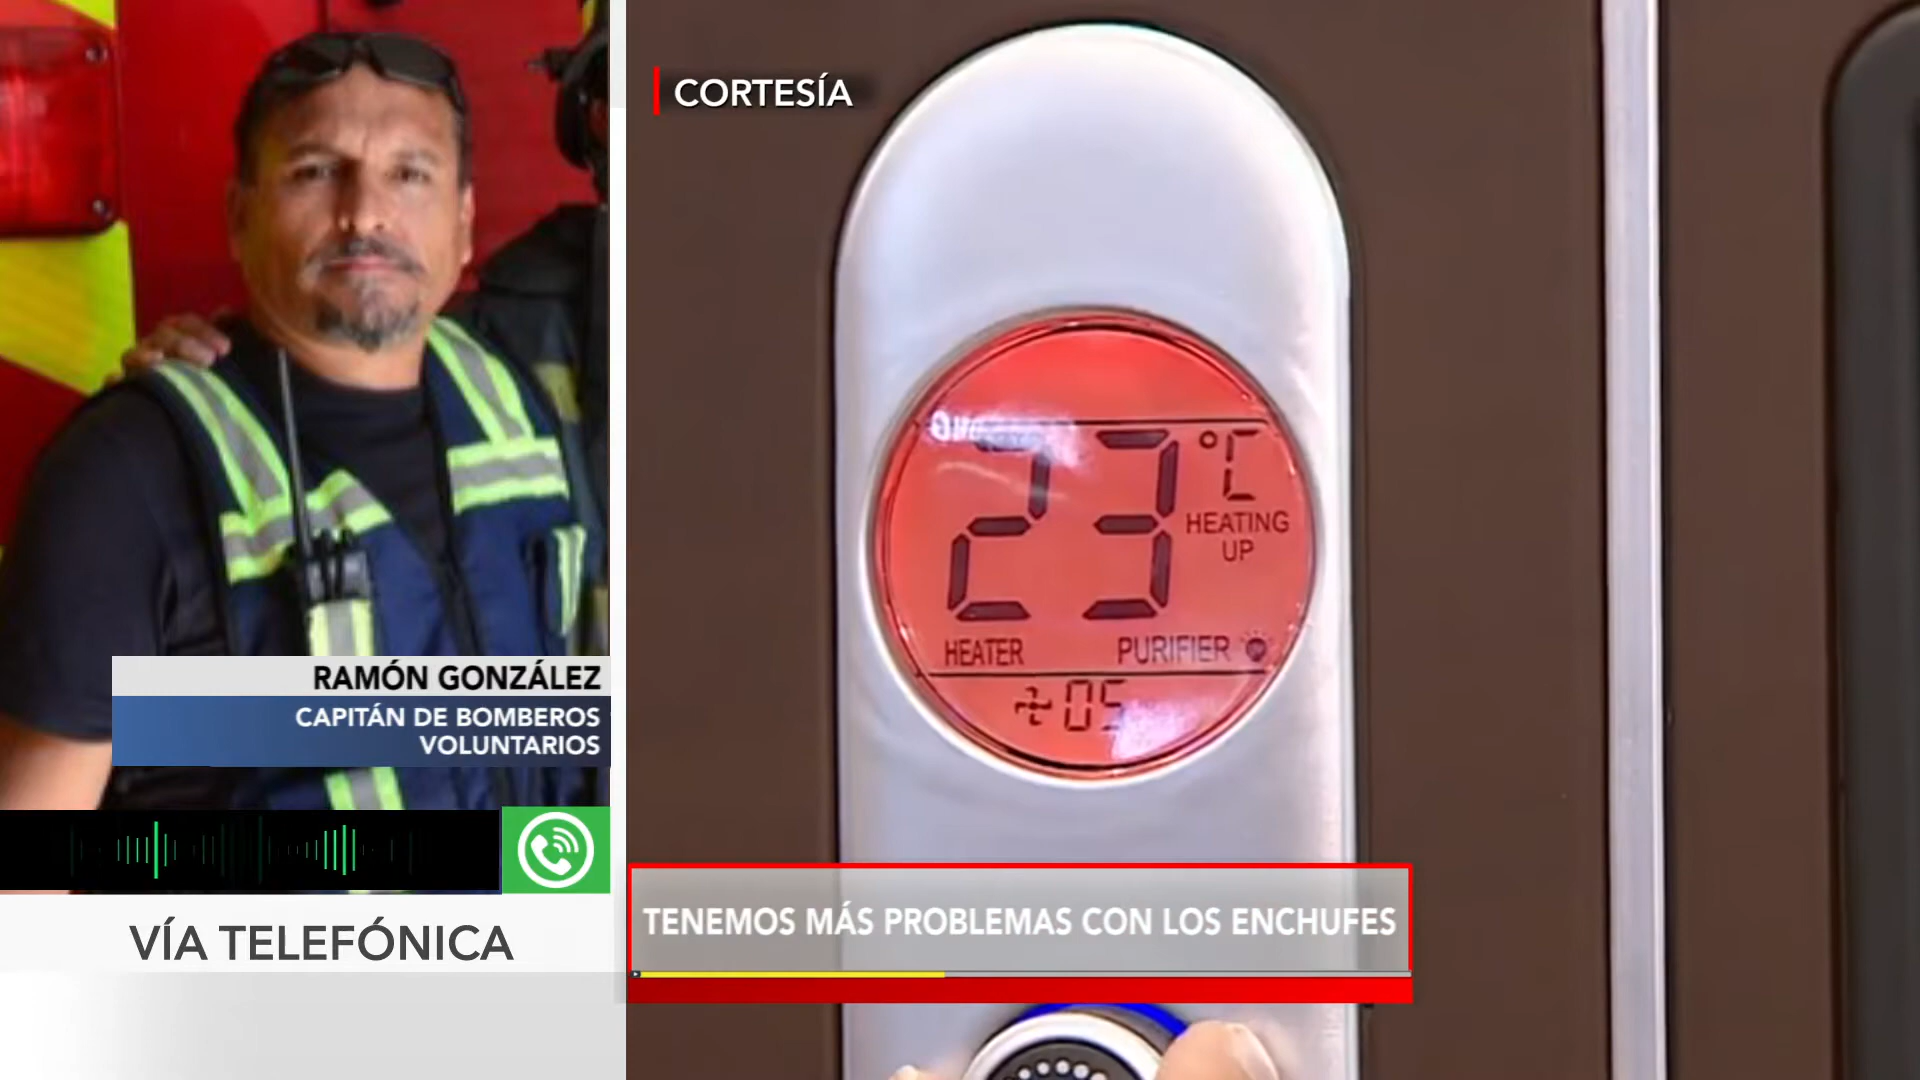 CORTESÍA
23 °C
HEATING
UP
HEATER PURIFIER
05
RAMÓN GONZÁLEZ
CAPITÁN DE BOMBEROS
VOLUNTARIOS
VÍA TELEFÓNICA
TENEMOS MÁS PROBLEMAS CON LOS ENCHUFES